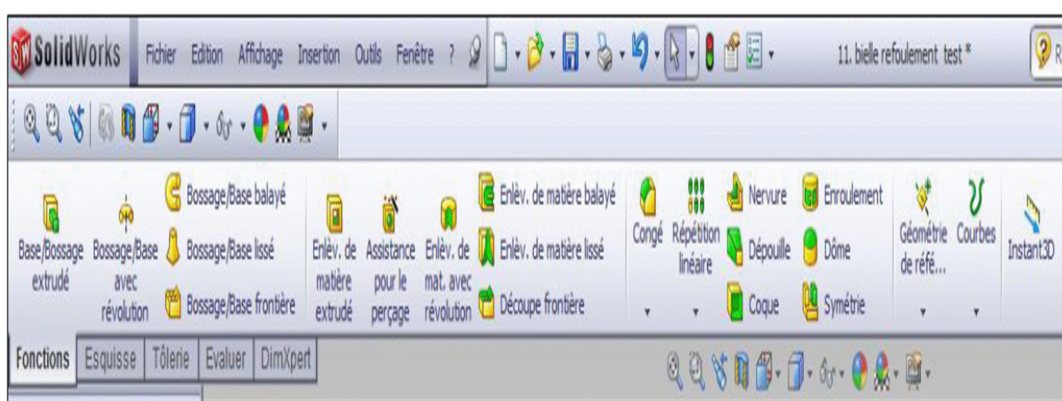 SolidWorks Fichier Edition Affichage Insertion Outils Fenêtre ? 11. bielle refoulement test * R
Base/Bossage extrudé
Bossage/Base avec révolution
Bossage/Base balayé
Bossage/Base lissé
Bossage/Base frontière
Enlèv. de matière extrudé
Assistance pour le perçage
Enlèv. de mat. avec révolution
Enlèv. de matière balayé
Enlèv. de matière lissé
Découpe frontière
Congé
Répétition linéaire
Nervure
Dépouille
Coque
Enroulement
Dôme
Symétrie
Géométrie de réfé...
Courbes
Instant3D
Fonctions Esquisse Tôlerie Evaluer DimXpert